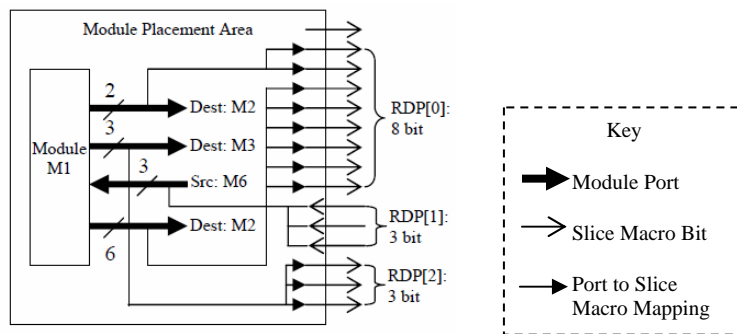 Module Placement Area
2
Dest: M2
3
Dest: M3
Module
M1
3
Src: M6
Dest: M2
6
RDP[0]:
8 bit
RDP[1]:
3 bit
RDP[2]:
3 bit
Key
Module Port
Slice Macro Bit
Port to Slice
Macro Mapping